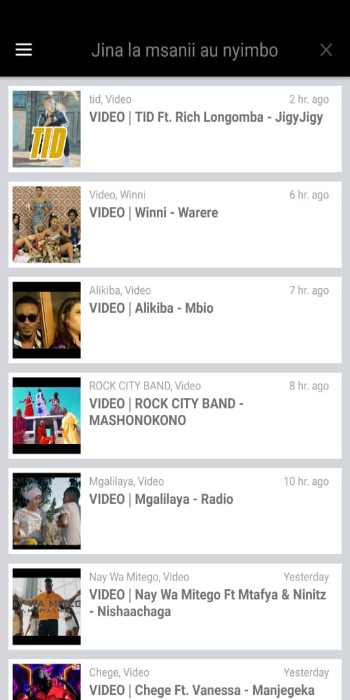 Jina la msanii au nyimbo
tid, Video 2 hr. ago
VIDEO | TID Ft. Rich Longomba - JigyJigy
TID
Video, Winni 6 hr. ago
VIDEO | Winni - Warere
Alikiba, Video 7 hr. ago
VIDEO | Alikiba - Mbio
ROCK CITY BAND, Video 8 hr. ago
VIDEO | ROCK CITY BAND -
MASHONOKONO
Mgalilaya, Video 10 hr. ago
VIDEO | Mgalilaya - Radio
Nay Wa Mitego, Video Yesterday
VIDEO | Nay Wa Mitego Ft Mtafya & Ninitz
- Nishaachaga
Chege, Video Yesterday
VIDEO | Chege Ft. Vanessa - Manjegeka